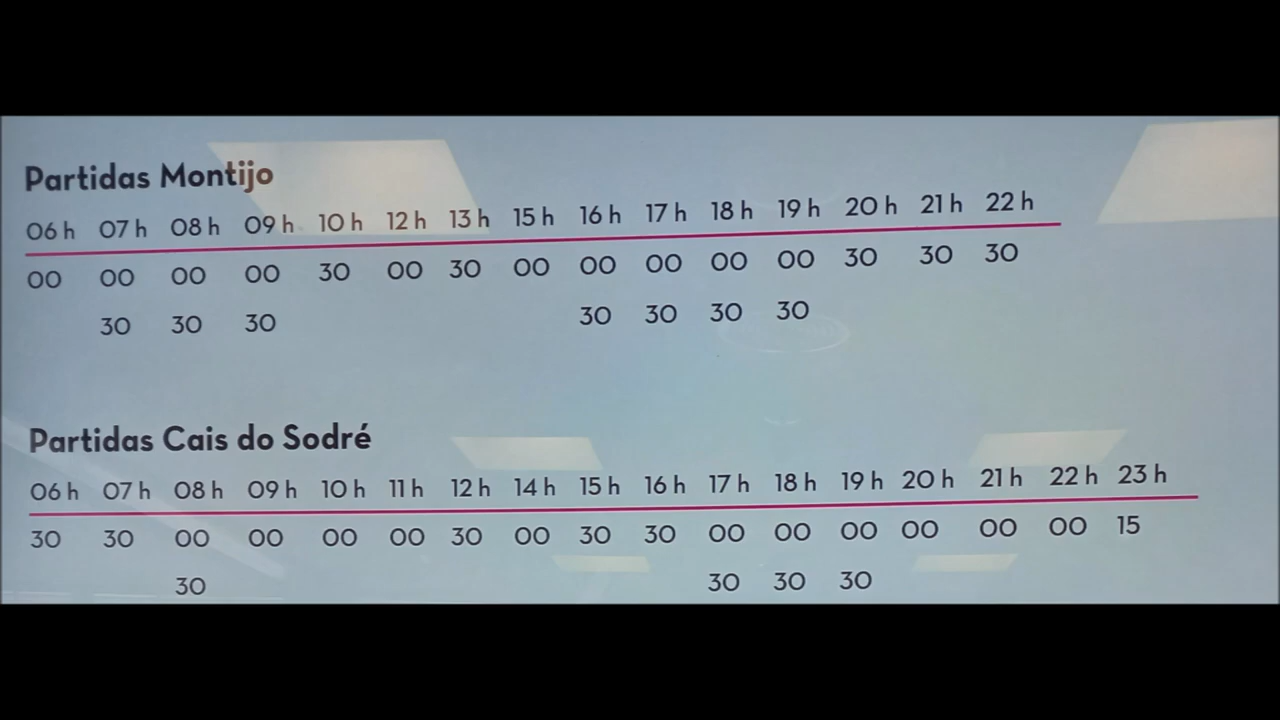 Partidas Montijo
06 h 07 h 08 h 09 h 10 h 12 h 13 h 15 h 16 h 17 h 18 h 19 h 20 h 21 h 22 h
00 00 00 00 30 00 30 00 00 00 00 00 30 30 30
30 30 30 30 30 30 30
Partidas Cais do Sodré
06 h 07 h 08 h 09 h 10 h 11 h 12 h 14 h 15 h 16 h 17 h 18 h 19 h 20 h 21 h 22 h 23 h
30 30 00 00 00 00 30 00 30 30 00 00 00 00 00 00 15
30 30 30 30